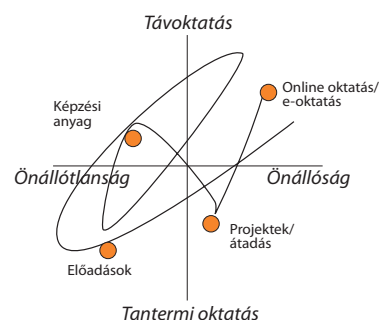 Távoktatás
Online oktatás/
e-oktatás
Képzési
anyag
Önállótlanság
Önállóság
Projektek/
átadás
Előadások
Tantermi oktatás